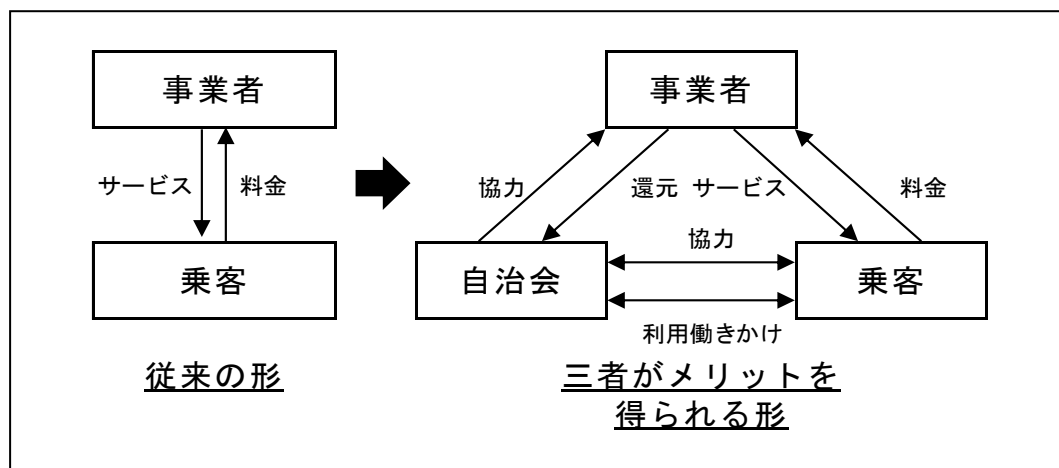 事業者
サービス
料金
乗客
従来の形
事業者
協力
還元
サービス
料金
協力
自治会
乗客
利用働きかけ
三者がメリットを
得られる形